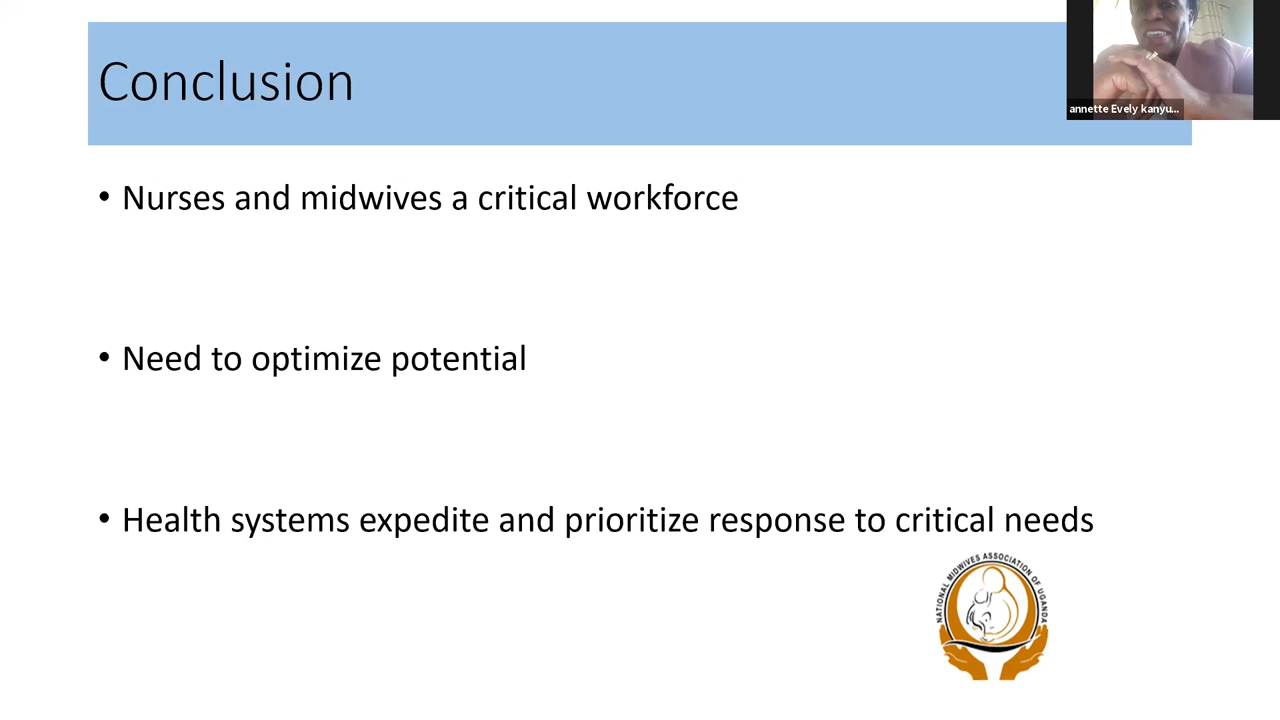 Conclusion
annette Evely kanyu...
• Nurses and midwives a critical workforce
• Need to optimize potential
• Health systems expedite and prioritize response to critical needs
NATIONAL MIDWIVES ASSOCIATION OF UGANDA